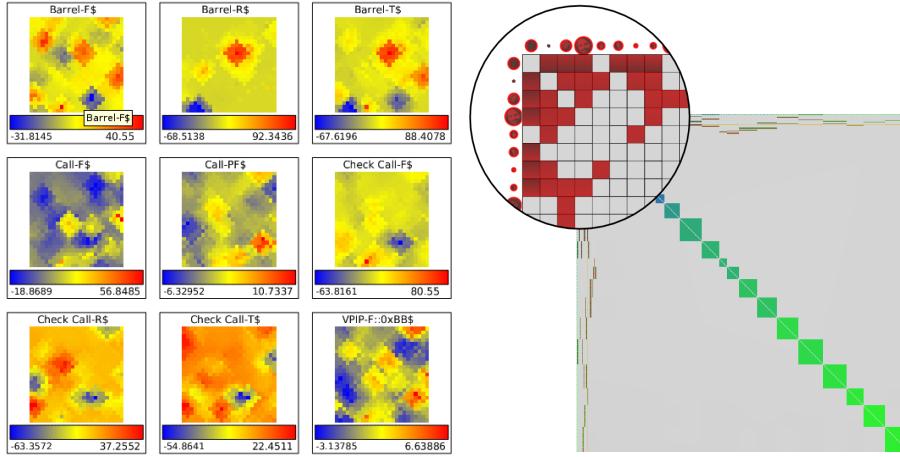 Barrel-F$ Barrel-R$ Barrel-T$
Barrel-F$
-31.8145 40.55 -68.5138 92.3436 -67.6196 88.4078
Call-F$ Call-PF$ Check Call-F$
-18.8689 56.8485 -6.32952 10.7337 -63.8161 80.55
Check Call-R$ Check Call-T$ VPIP-F::0xBB$
-63.3572 37.2552 -54.8641 22.4511 -3.13785 6.63886